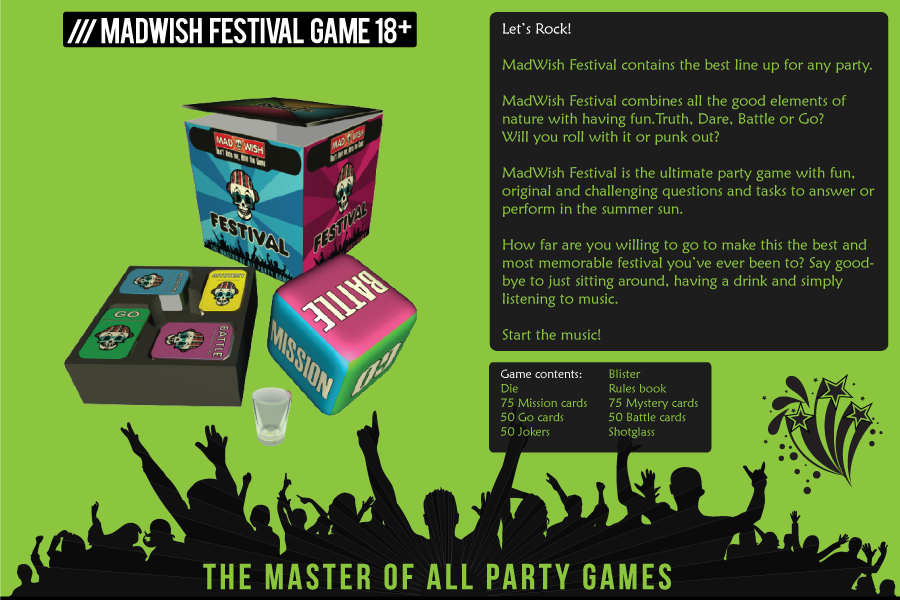 /// MADWISH FESTIVAL GAME 18+
Let's Rock!
MadWish Festival contains the best line up for any party.
MadWish Festival combines all the good elements of
nature with having fun.Truth, Dare, Battle or Go?
Will you roll with it or punk out?
MadWish Festival is the ultimate party game with fun,
original and challenging questions and tasks to answer or
perform in the summer sun.
How far are you willing to go to make this the best and
most memorable festival you've ever been to? Say good-
bye to just sitting around, having a drink and simply
listening to music.
Start the music!
MAD WISH
FESTIVAL
MAD WISH
FESTIVAL
MISSION
MYSTERY
GO
BATTLE
BATTLE
MISSION
GO
Game contents:
Die
75 Mission cards
50 Go cards
50 Jokers
Blister
Rules book
75 Mystery cards
50 Battle cards
Shotglass
THE MASTER OF ALL PARTY GAMES